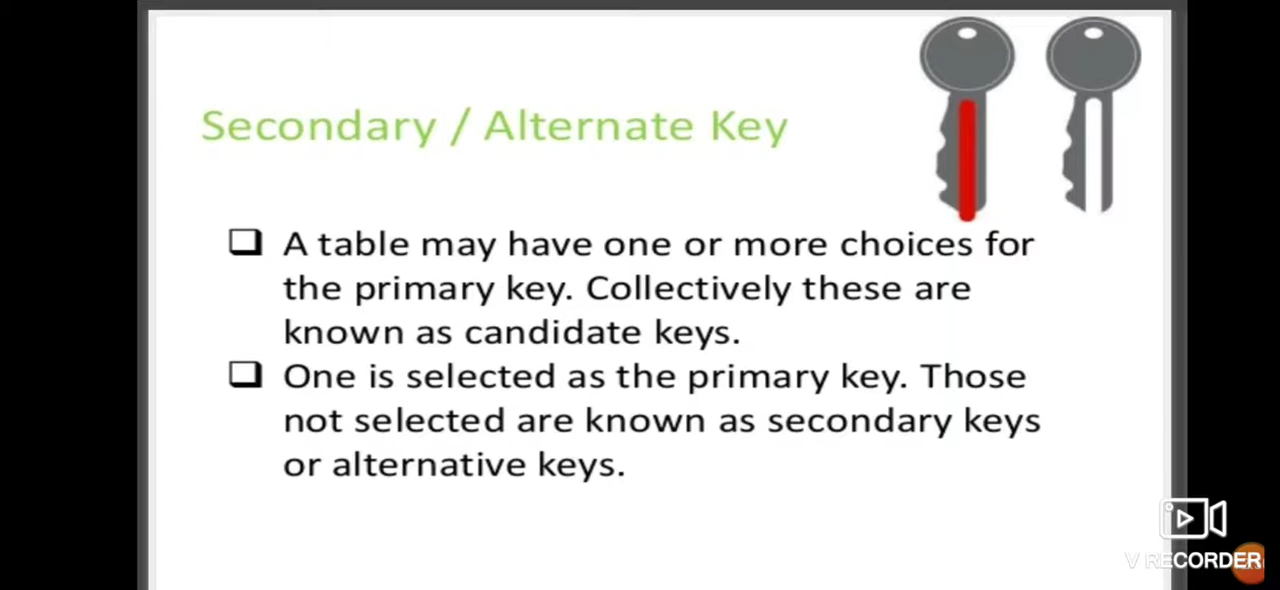 Secondary / Alternate Key
A table may have one or more choices for
the primary key. Collectively these are
known as candidate keys.
One is selected as the primary key. Those
not selected are known as secondary keys
or alternative keys.
V RECORDER